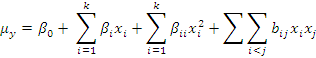 μ_y = β_0 + ∑_{i=1}^{k} β_i x_i + ∑_{i=1}^{k} β_{ii} x_i^2 + ∑∑_{i<j} b_{ij} x_i x_j